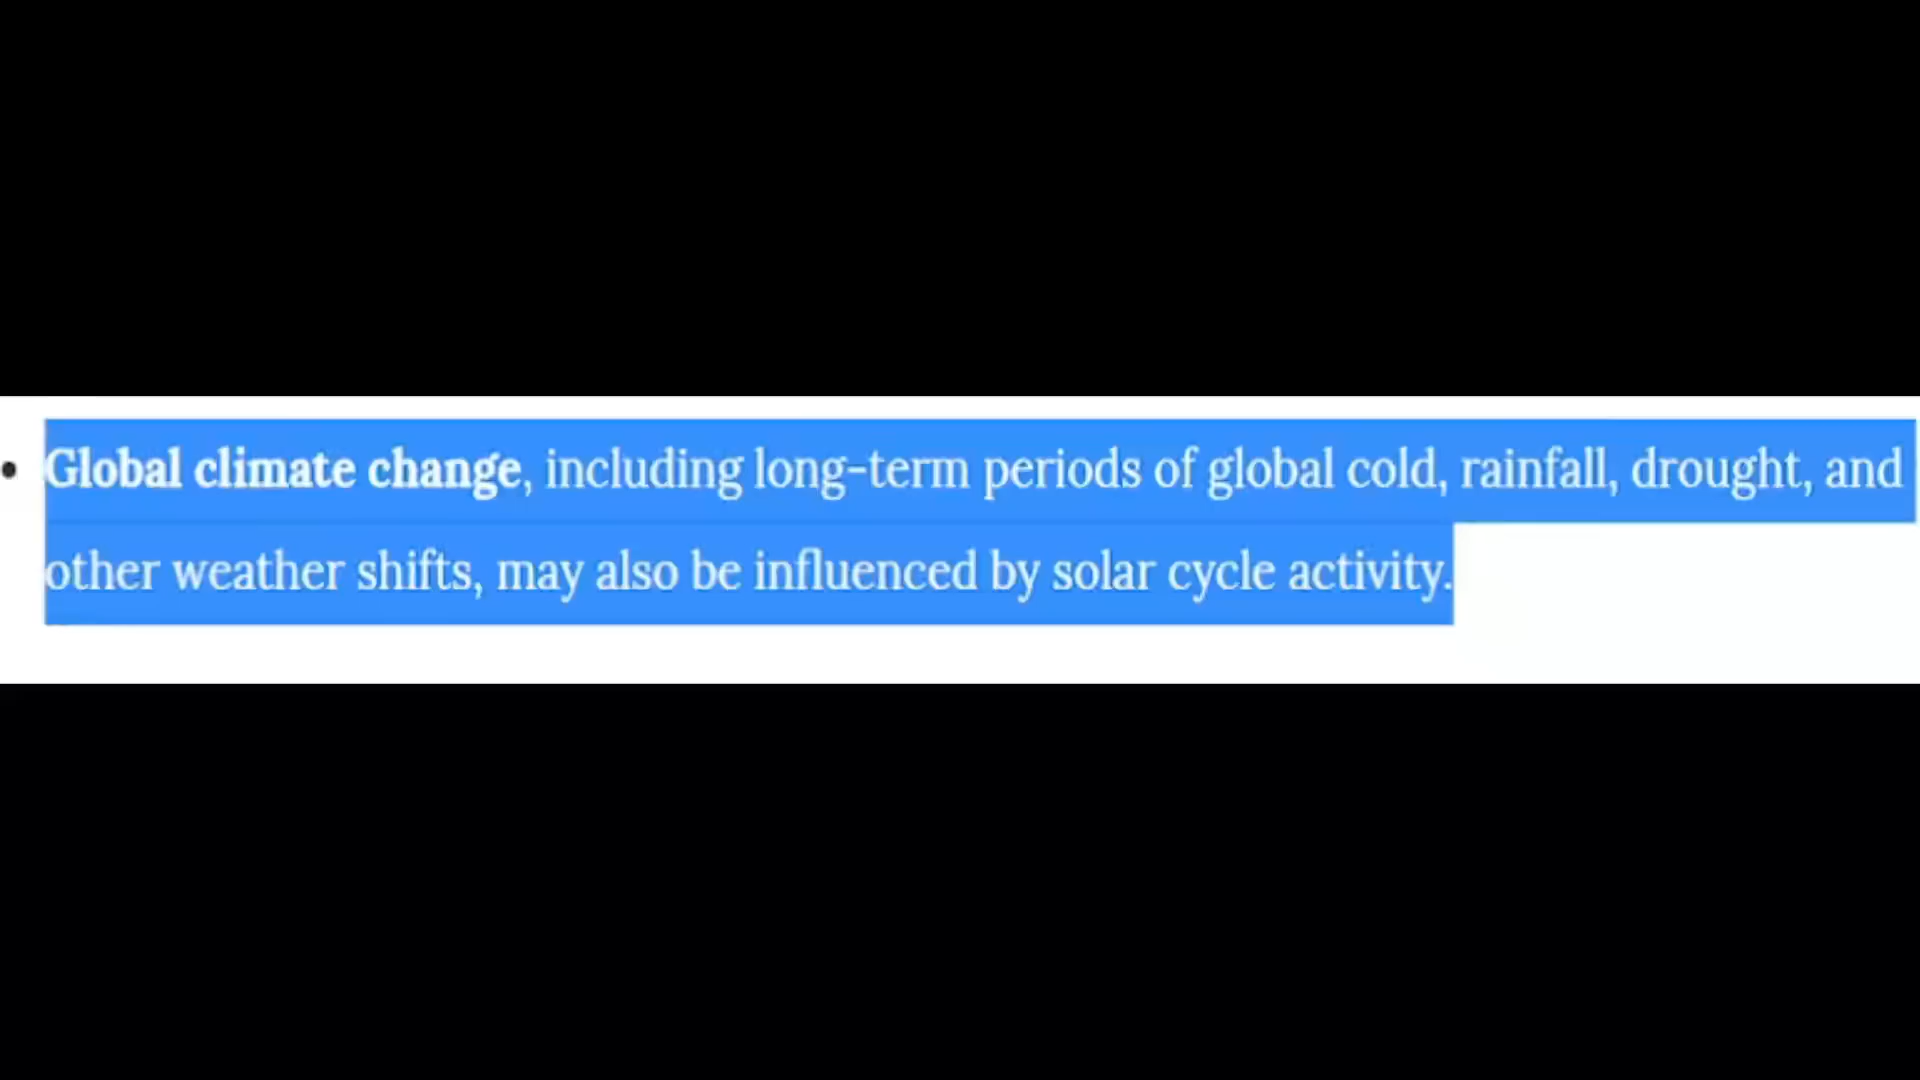 • Global climate change, including long-term periods of global cold, rainfall, drought, and
other weather shifts, may also be influenced by solar cycle activity.